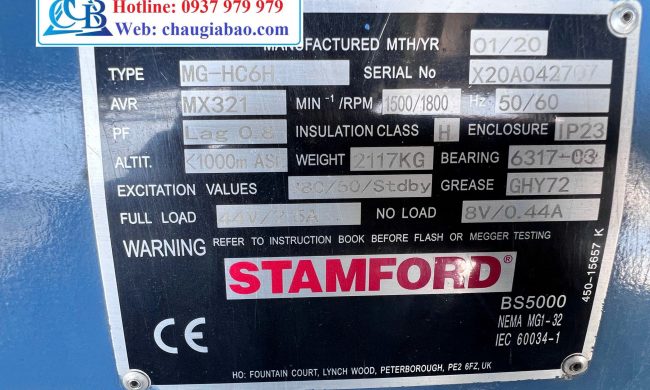 CB
Hotline: 0937 979 979
Web: chaugiabao.com
MANUFACTURED MTH/YR 01/20
TYPE MG-HC6H SERIAL No X20A042707
AVR MX321 MIN -1 /RPM 1500/1800 Hz 50/60
PF Lag 0.8 INSULATION CLASS H ENCLOSURE IP23
ALTIT. <1000m ASL WEIGHT 2117KG BEARING 6317-03
EXCITATION VALUES Stdby GREASE GHY72
FULL LOAD NO LOAD 8V/0.44A
WARNING REFER TO INSTRUCTION BOOK BEFORE FLASH OR MEGGER TESTING
STAMFORD®
450-15657 K
BS5000
NEMA MG1-32
IEC 60034-1
CE
HO: FOUNTAIN COURT, LYNCH WOOD, PETERBOROUGH, PE2 6FZ, UK